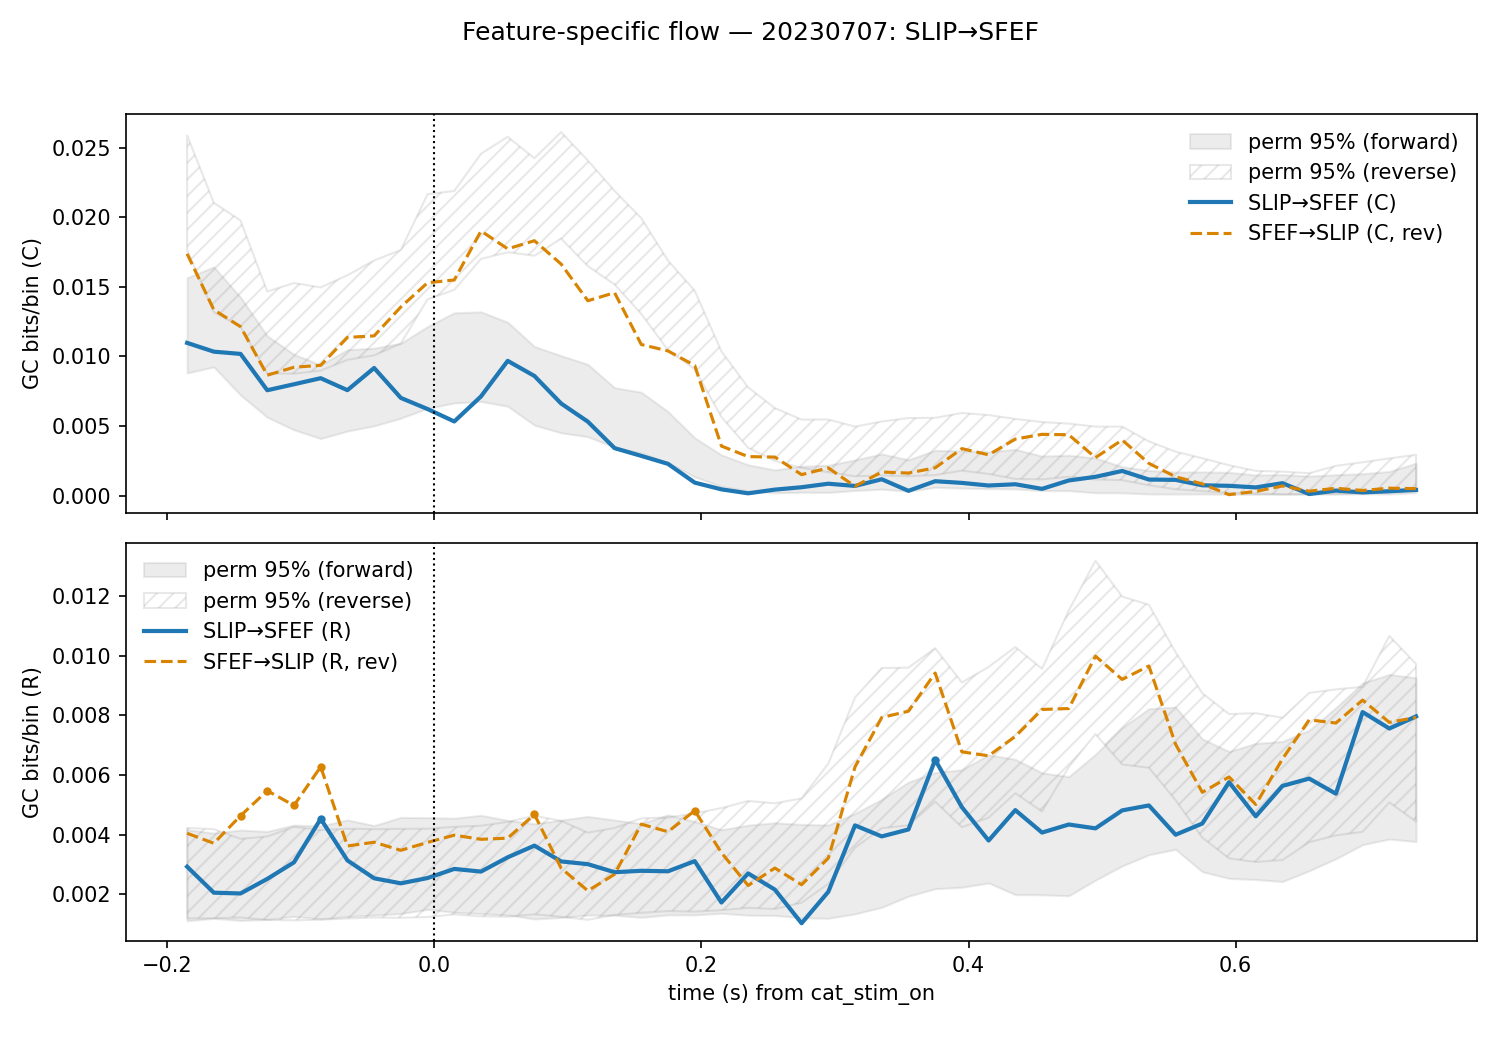 Feature-specific flow — 20230707: SLIP→SFEF
GC bits/bin (C)
0.025
0.020
0.015
0.010
0.005
0.000
perm 95% (forward)
perm 95% (reverse)
SLIP→SFEF (C)
SFEF→SLIP (C, rev)
GC bits/bin (R)
0.012
0.010
0.008
0.006
0.004
0.002
perm 95% (forward)
perm 95% (reverse)
SLIP→SFEF (R)
SFEF→SLIP (R, rev)
−0.2 0.0 0.2 0.4 0.6
time (s) from cat_stim_on